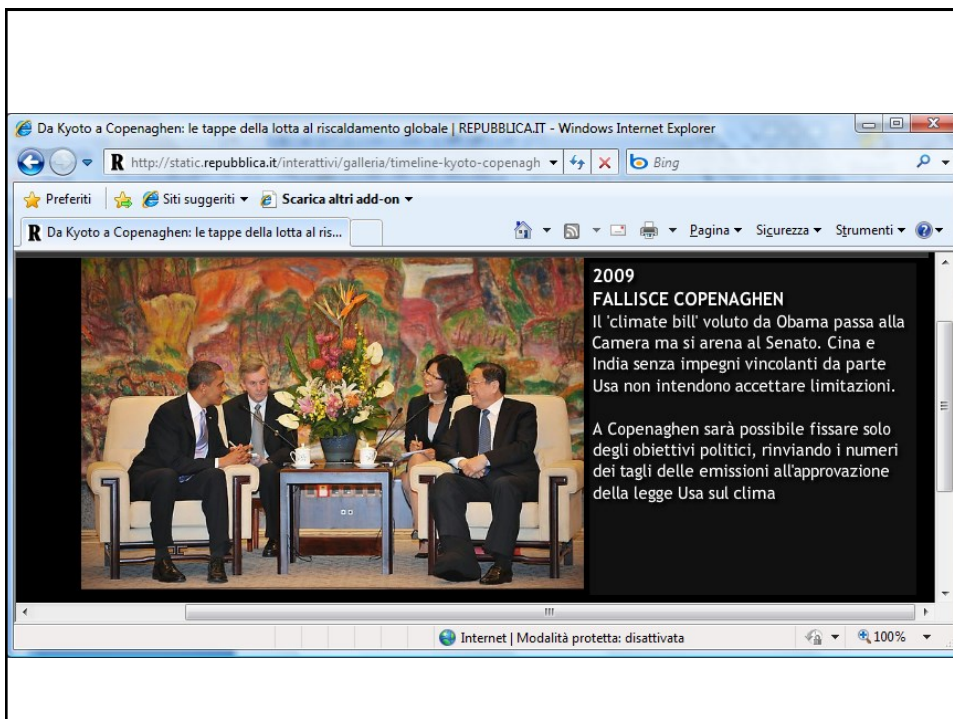 Da Kyoto a Copenaghen: le tappe della lotta al riscaldamento globale | REPUBBLICA.IT - Windows Internet Explorer
R http://static.repubblica.it/interattivi/galleria/timeline-kyoto-copenagh
Bing
Preferiti Siti suggeriti Scarica altri add-on
R Da Kyoto a Copenaghen: le tappe della lotta al ris... Pagina Sicurezza Strumenti
2009
FALLISCE COPENAGHEN
Il 'climate bill' voluto da Obama passa alla
Camera ma si arena al Senato. Cina e
India senza impegni vincolanti da parte
Usa non intendono accettare limitazioni.
A Copenaghen sarà possibile fissare solo
degli obiettivi politici, rinviando i numeri
dei tagli delle emissioni all'approvazione
della legge Usa sul clima
Internet | Modalità protetta: disattivata 100%